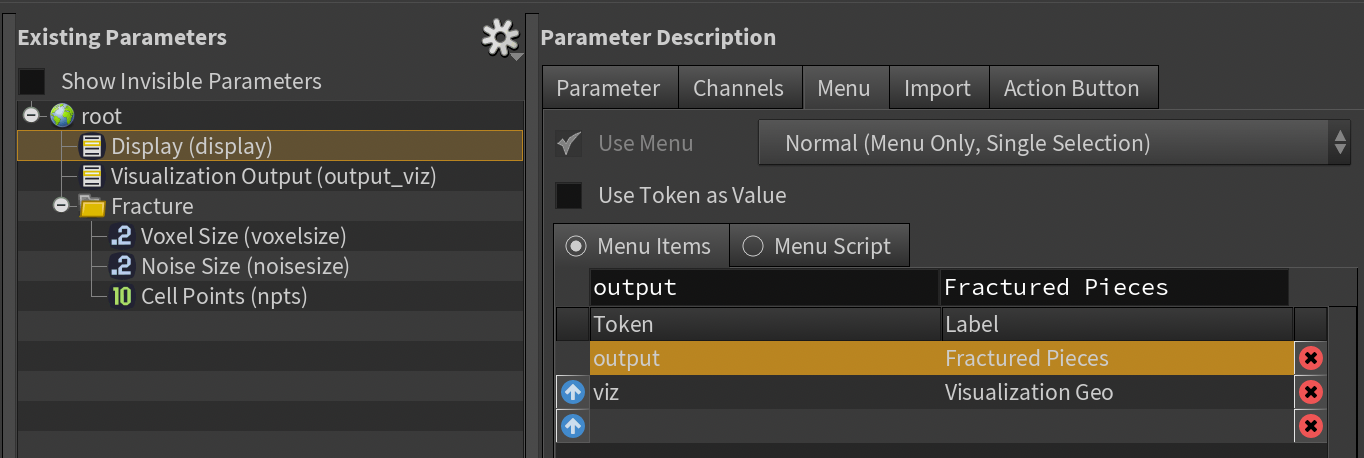 Existing Parameters
Show Invisible Parameters
root
Display (display)
Visualization Output (output_viz)
Fracture
.2 Voxel Size (voxelsize)
.2 Noise Size (noisesize)
10 Cell Points (npts)
Parameter Description
Parameter Channels Menu Import Action Button
Use Menu Normal (Menu Only, Single Selection)
Use Token as Value
Menu Items Menu Script
output Fractured Pieces
Token Label
output Fractured Pieces
viz Visualization Geo